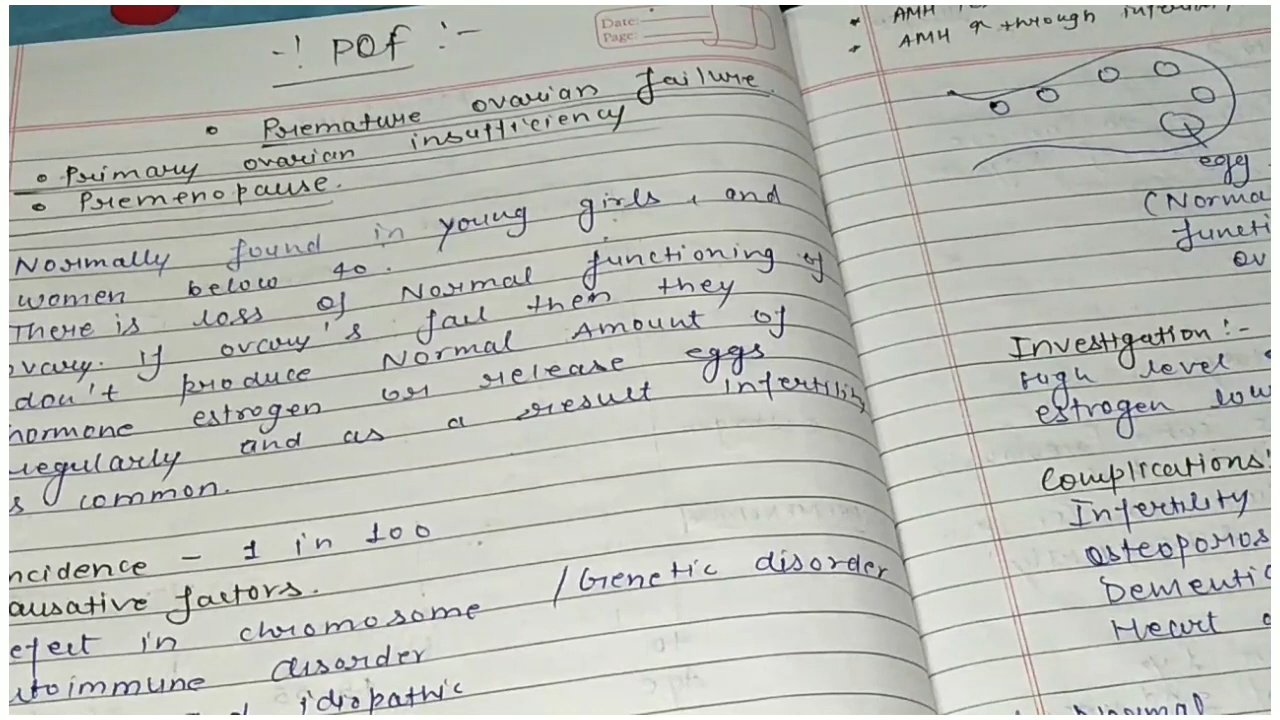 Date:
Page:
-! POf :-
• Premature ovarian failure.
• Primary ovarian insufficiency
• Premenopause.
Normally found in young girls, and
women below 40.
There is loss of Normal functioning of
ovary. If ovary's fail then they
don't produce Normal Amount of
hormone estrogen or release eggs
regularly and as a result infertility
s common.
ncidence - 1 in 100
ausative factors.
efect in chromosome / Genetic disorder
utoimmune disorder
idiopathic
* AMH
* AMH through
egg
(Norma
functi
ov
Investigation :-
High level
estrogen low
Complications:
Infertility
osteoporos
Dementia
Heart